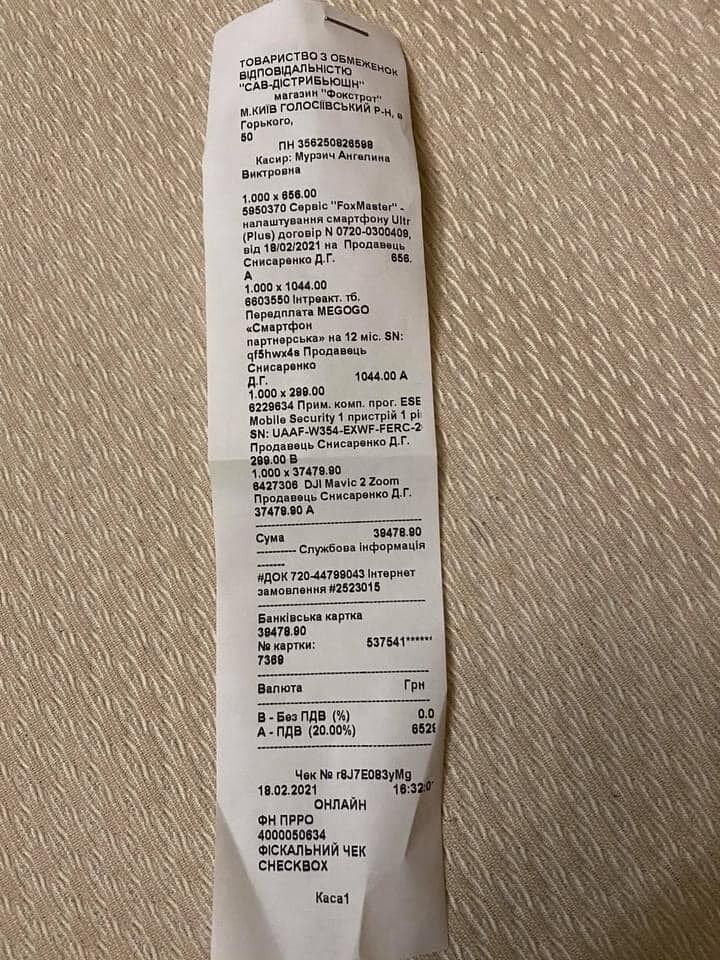 ТОВАРИСТВО З ОБМЕЖЕНОК
ВІДПОВІДАЛЬНІСТЮ
"САВ-ДІСТРИБЬЮШН"
магазин "Фокстрот"
М.КИЇВ ГОЛОСІЇВСЬКИЙ Р-Н, в
Горького,
50
ПН 356250826598
Касир: Мурзич Ангелина
Викторвна
1.000 x 656.00
5950370 Сервіс "FoxMaster" -
налаштування смартфону Ultr
(Plus) договір N 0720-0300409,
від 18/02/2021 на Продавець
Снисаренко Д.Г. 656.
А
1.000 x 1044.00
6603550 Інтреакт. тб.
Передплата MEGOGO
«Смартфон
партнерська» на 12 міс. SN:
qf5hwx4s Продавець
Снисаренко
Д.Г. 1044.00 А
1.000 x 289.00
6229634 Прим. комп. прог. ESE
Mobile Security 1 пристрій 1 рі
SN: UAAF-W354-EXWF-FERC-2
Продавець Снисаренко Д.Г.
299.00 В
1.000 x 37479.90
6427306 DJI Mavic 2 Zoom
Продавець Снисаренко Д.Г.
37479.90 А
Сума 39478.90
---------- Службова інформація
-------
#ДОК 720-44799043 Інтернет
замовлення #2523015
Банківська картка
39478.90
№ картки: 537541******
7369
Валюта Грн
В - Без ПДВ (%) 0.0
А - ПДВ (20.00%) 652
Чек № r8J7E083yMg
18.02.2021 16:32:0
ОНЛАЙН
ФН ПРРО
4000050634
ФІСКАЛЬНИЙ ЧЕК
CHECKBOX
Каса1